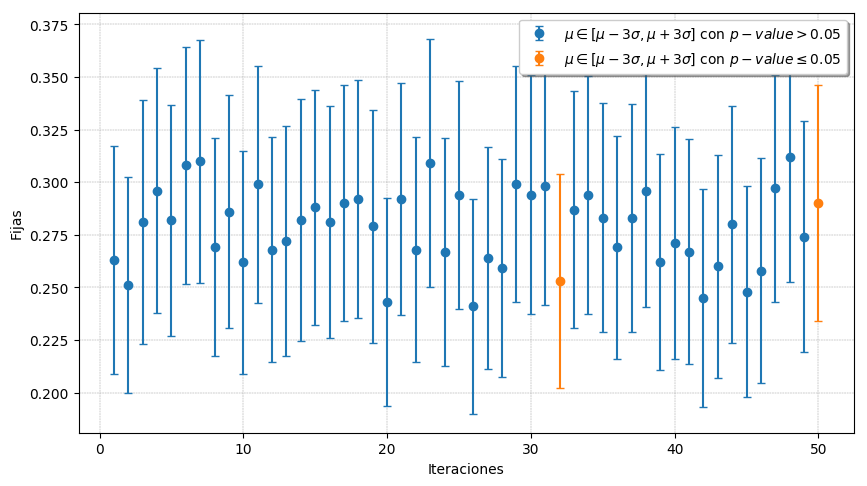 μ ∈ [μ − 3σ, μ + 3σ] con p − value > 0.05
μ ∈ [μ − 3σ, μ + 3σ] con p − value ≤ 0.05
0.375
0.350
0.325
0.300
0.275
0.250
0.225
0.200
Fijas
0 10 20 30 40 50
Iteraciones